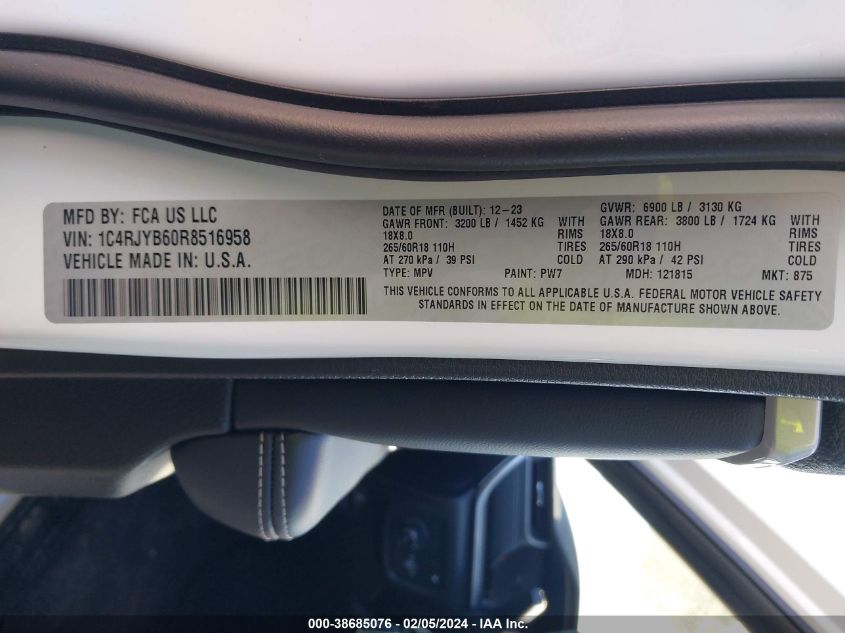 MFD BY: FCA US LLC
VIN: 1C4RJYB60R8516958
VEHICLE MADE IN: U.S.A.
DATE OF MFR (BUILT): 12-23
GVWR: 6900 LB / 3130 KG
GAWR FRONT: 3200 LB / 1452 KG WITH
GAWR REAR: 3800 LB / 1724 KG WITH
18X8.0 RIMS
18X8.0 RIMS
265/60R18 110H TIRES
265/60R18 110H TIRES
AT 270 kPa / 39 PSI COLD
AT 290 kPa / 42 PSI COLD
TYPE: MPV PAINT: PW7 MDH: 121815 MKT: 875
THIS VEHICLE CONFORMS TO ALL APPLICABLE U.S.A. FEDERAL MOTOR VEHICLE SAFETY
STANDARDS IN EFFECT ON THE DATE OF MANUFACTURE SHOWN ABOVE.
000-38685076 - 02/05/2024 - IAA Inc.